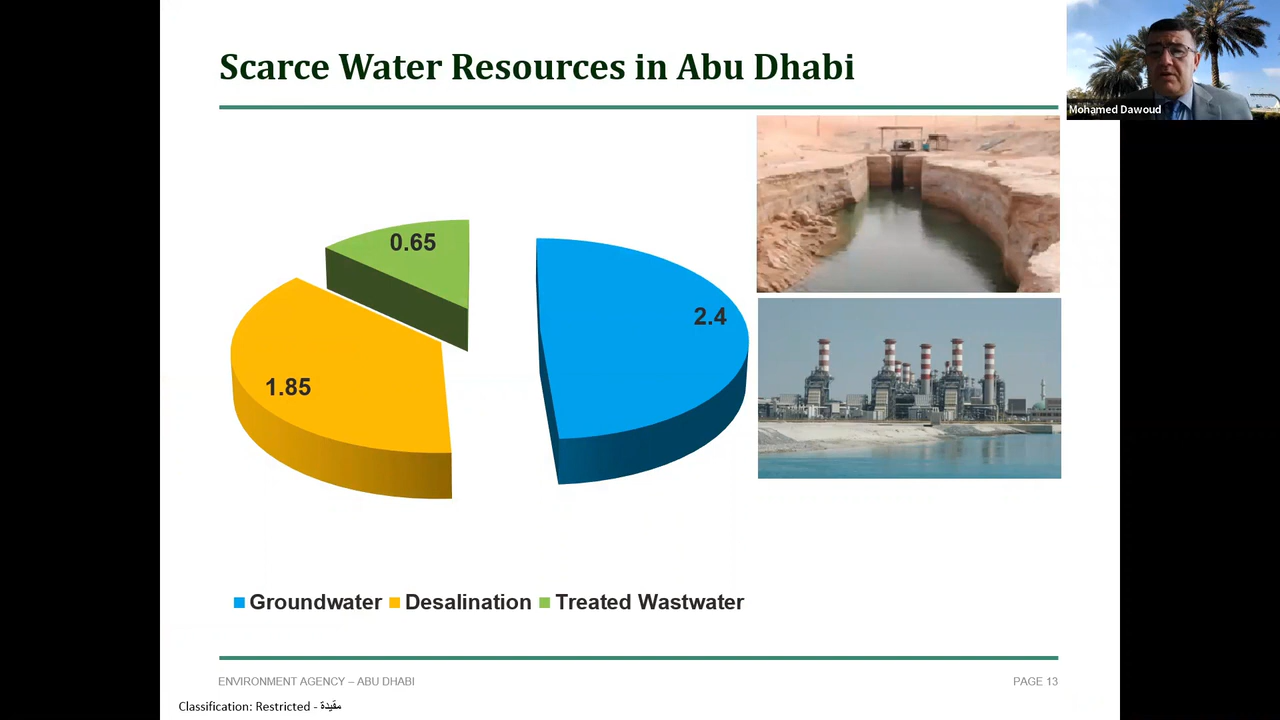 Scarce Water Resources in Abu Dhabi
Mohamed Dawoud
0.65
2.4
1.85
Groundwater Desalination Treated Wastwater
ENVIRONMENT AGENCY – ABU DHABI
PAGE 13
Classification: Restricted - مقيدة